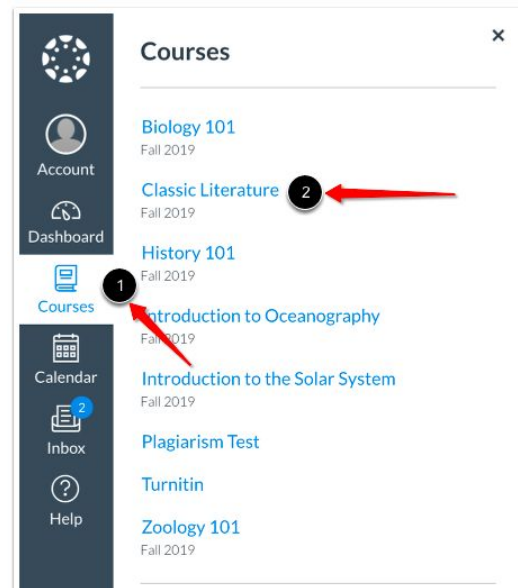 Courses
×
Account
Dashboard
Courses
Calendar
2
Inbox
Help
Biology 101
Fall 2019
Classic Literature 2
Fall 2019
History 101
Fall 2019
1
Introduction to Oceanography
Fall 2019
Introduction to the Solar System
Fall 2019
Plagiarism Test
Turnitin
Zoology 101
Fall 2019